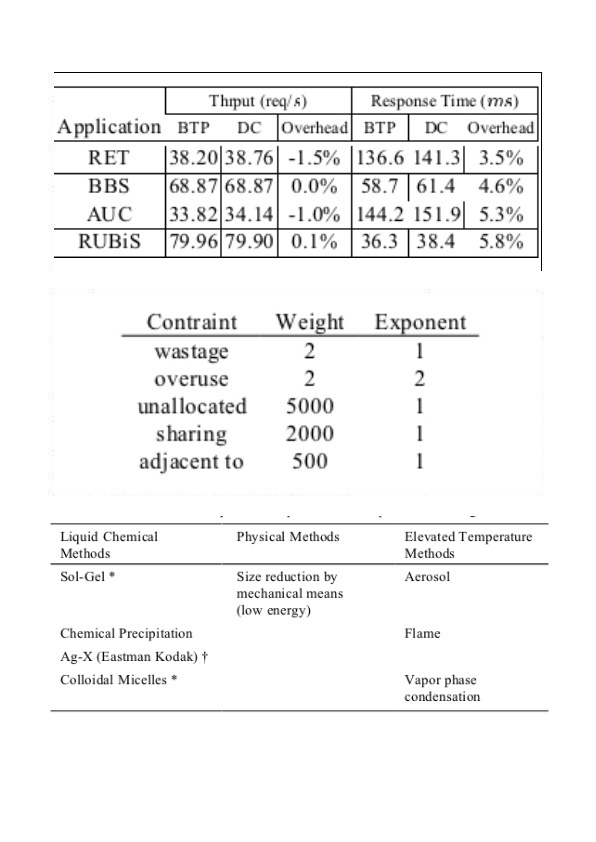 Thrput (req/s) Response Time (ms)
Application BTP DC Overhead BTP DC Overhead
RET 38.20 38.76 -1.5% 136.6 141.3 3.5%
BBS 68.87 68.87 0.0% 58.7 61.4 4.6%
AUC 33.82 34.14 -1.0% 144.2 151.9 5.3%
RUBiS 79.96 79.90 0.1% 36.3 38.4 5.8%
Contraint Weight Exponent
wastage 2 1
overuse 2 2
unallocated 5000 1
sharing 2000 1
adjacent to 500 1
Liquid Chemical Physical Methods Elevated Temperature
Methods Methods
Sol-Gel * Size reduction by Aerosol
mechanical means
(low energy)
Chemical Precipitation Flame
Ag-X (Eastman Kodak) †
Colloidal Micelles * Vapor phase
condensation